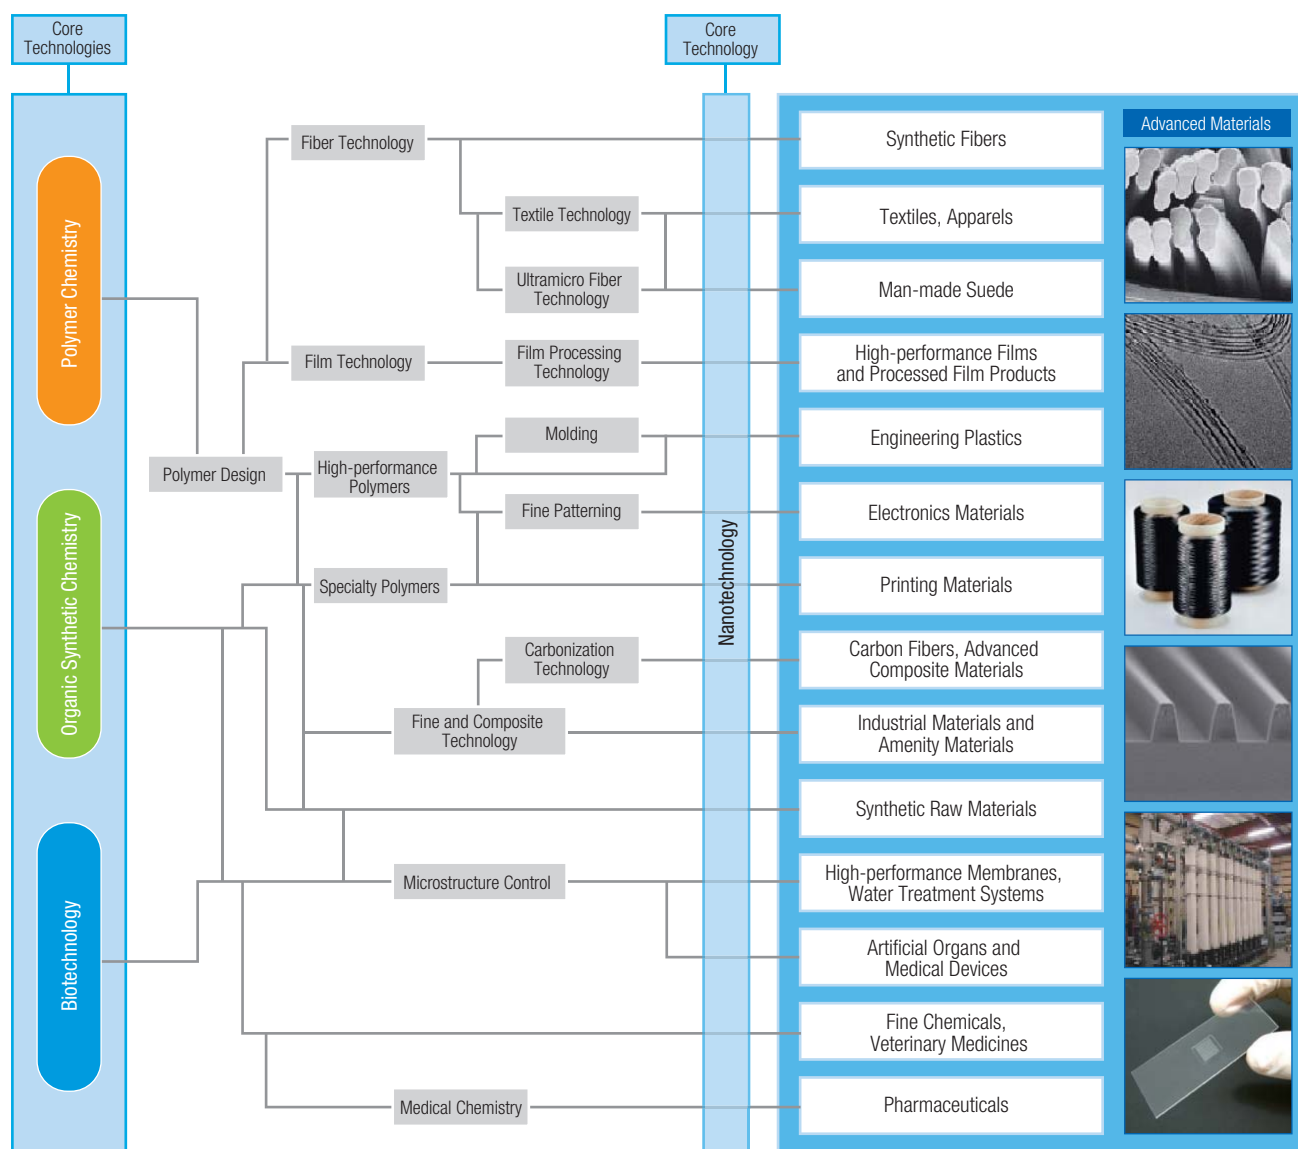 Core
Technologies
Core
Technology
Polymer Chemistry
Organic Synthetic Chemistry
Biotechnology
Polymer Design
Fiber Technology
Textile Technology
Ultramicro Fiber
Technology
Film Technology
Film Processing
Technology
High-performance
Polymers
Molding
Fine Patterning
Specialty Polymers
Carbonization
Technology
Fine and Composite
Technology
Microstructure Control
Medical Chemistry
Nanotechnology
Synthetic Fibers
Textiles, Apparels
Man-made Suede
High-performance Films
and Processed Film Products
Engineering Plastics
Electronics Materials
Printing Materials
Carbon Fibers, Advanced
Composite Materials
Industrial Materials and
Amenity Materials
Synthetic Raw Materials
High-performance Membranes,
Water Treatment Systems
Artificial Organs and
Medical Devices
Fine Chemicals,
Veterinary Medicines
Pharmaceuticals
Advanced Materials